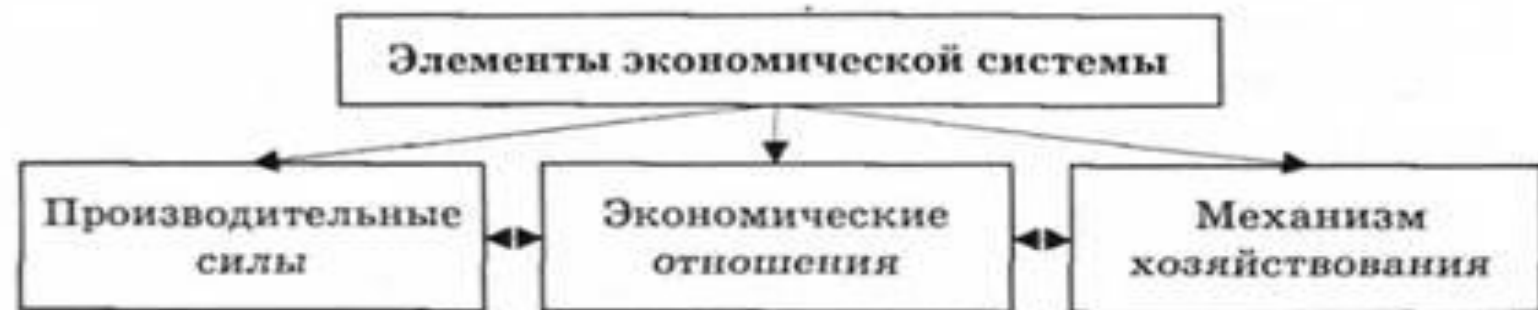 Элементы экономической системы
Производительные
силы
Экономические
отношения
Механизм
хозяйствования